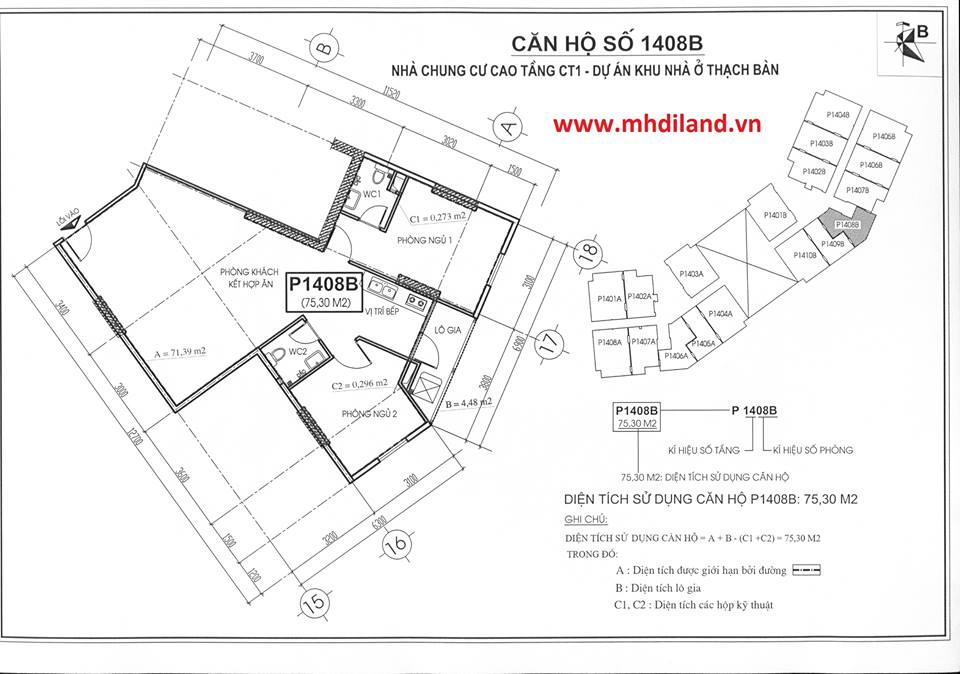 CĂN HỘ SỐ 1408B
NHÀ CHUNG CƯ CAO TẦNG CT1 - DỰ ÁN KHU NHÀ Ở THẠCH BÀN
www.mhdiland.vn
B
B
A
18
17
16
15
3700
11520
3300
3020
1500
3100
6900
3800
2400
3000
12700
3600
1500
1200
3200
6300
3100
LỐI VÀO
WC1
C1 = 0,273 m2
PHÒNG NGỦ 1
PHÒNG KHÁCH
KẾT HỢP ĂN
P1408B
(75,30 M2)
VỊ TRÍ BẾP
LÔ GIA
A = 71,39 m2
WC2
C2 = 0,296 m2
B = 4,48 m2
PHÒNG NGỦ 2
P1404B
P1403B
P1402B
P1405B
P1406B
P1407B
P1408B
P1409B
P1410B
P1401B
P1403A
P1401A
P1402A
P1404A
P1405A
P1406A
P1407A
P1408A
P1408B
75,30 M2
P 1408B
KÍ HIỆU SỐ TẦNG
KÍ HIỆU SỐ PHÒNG
75,30 M2: DIỆN TÍCH SỬ DỤNG CĂN HỘ
DIỆN TÍCH SỬ DỤNG CĂN HỘ P1408B: 75,30 M2
GHI CHÚ:
DIỆN TÍCH SỬ DỤNG CĂN HỘ = A + B - (C1 +C2) = 75,30 M2
TRONG ĐÓ:
A : Diện tích được giới hạn bởi đường
B : Diện tích lô gia
C1, C2 : Diện tích các hộp kỹ thuật